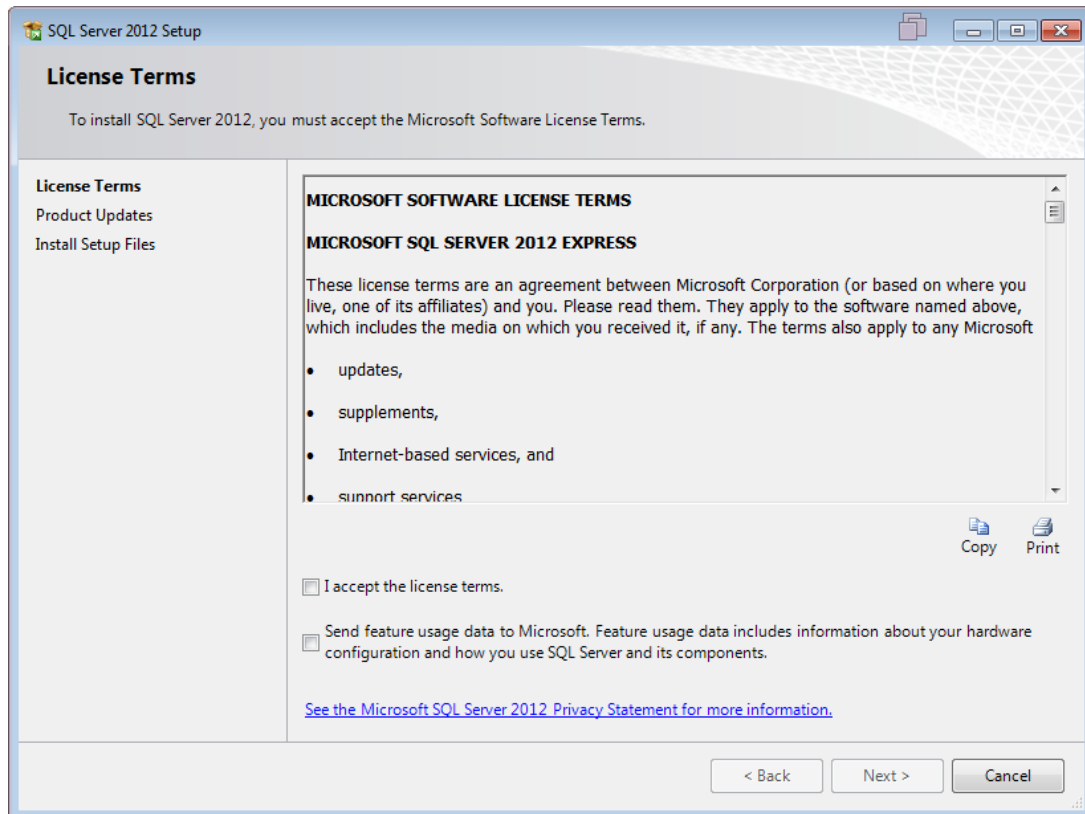 SQL Server 2012 Setup
License Terms
To install SQL Server 2012, you must accept the Microsoft Software License Terms.
License Terms
Product Updates
Install Setup Files
MICROSOFT SOFTWARE LICENSE TERMS
MICROSOFT SQL SERVER 2012 EXPRESS
These license terms are an agreement between Microsoft Corporation (or based on where you
live, one of its affiliates) and you. Please read them. They apply to the software named above,
which includes the media on which you received it, if any. The terms also apply to any Microsoft
• updates,
• supplements,
• Internet-based services, and
• support services
Copy Print
I accept the license terms.
Send feature usage data to Microsoft. Feature usage data includes information about your hardware
configuration and how you use SQL Server and its components.
See the Microsoft SQL Server 2012 Privacy Statement for more information.
< Back Next > Cancel